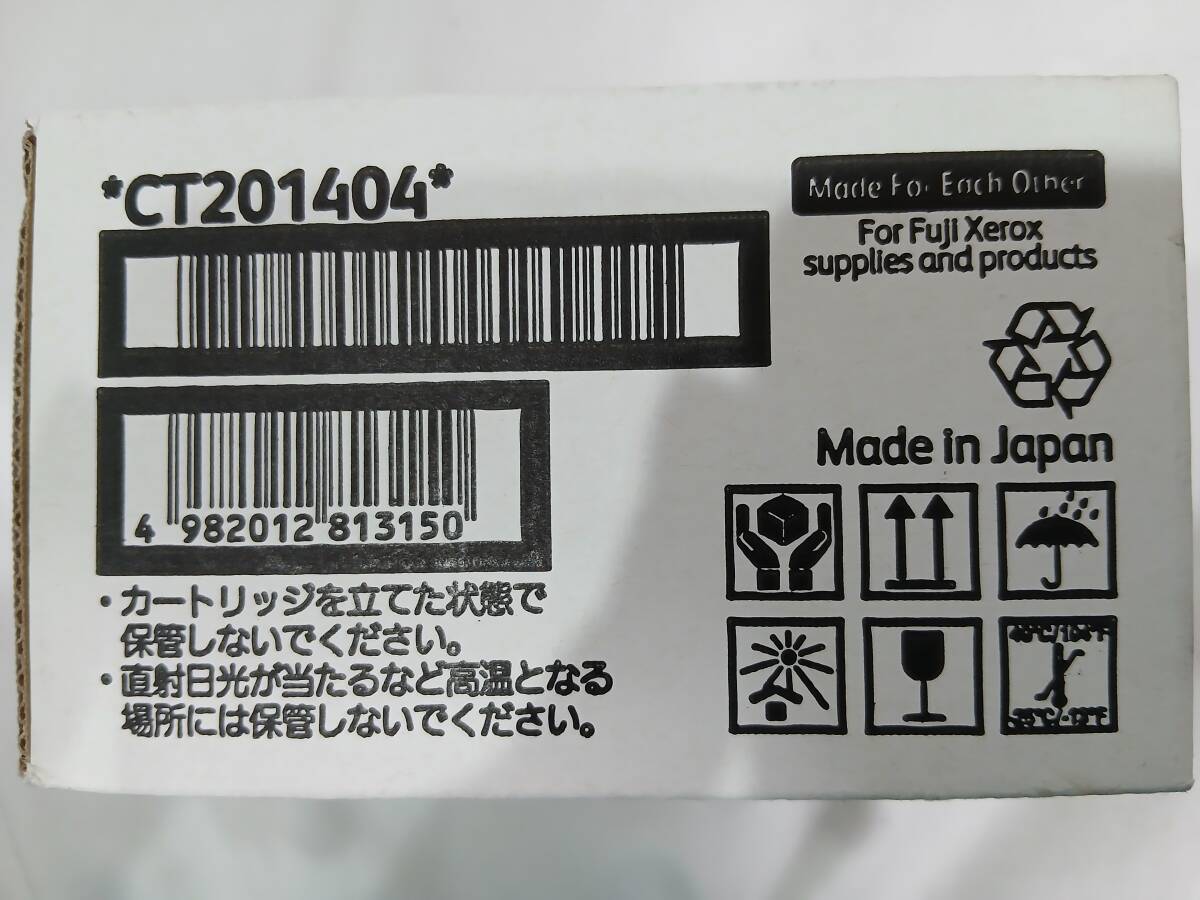 *CT201404*
Made For Each Other
For Fuji Xerox
supplies and products
Made in Japan
4 982012 813150
・カートリッジを立てた状態で
保管しないでください。
・直射日光が当たるなど高温となる
場所には保管しないでください。
40°C/104°F